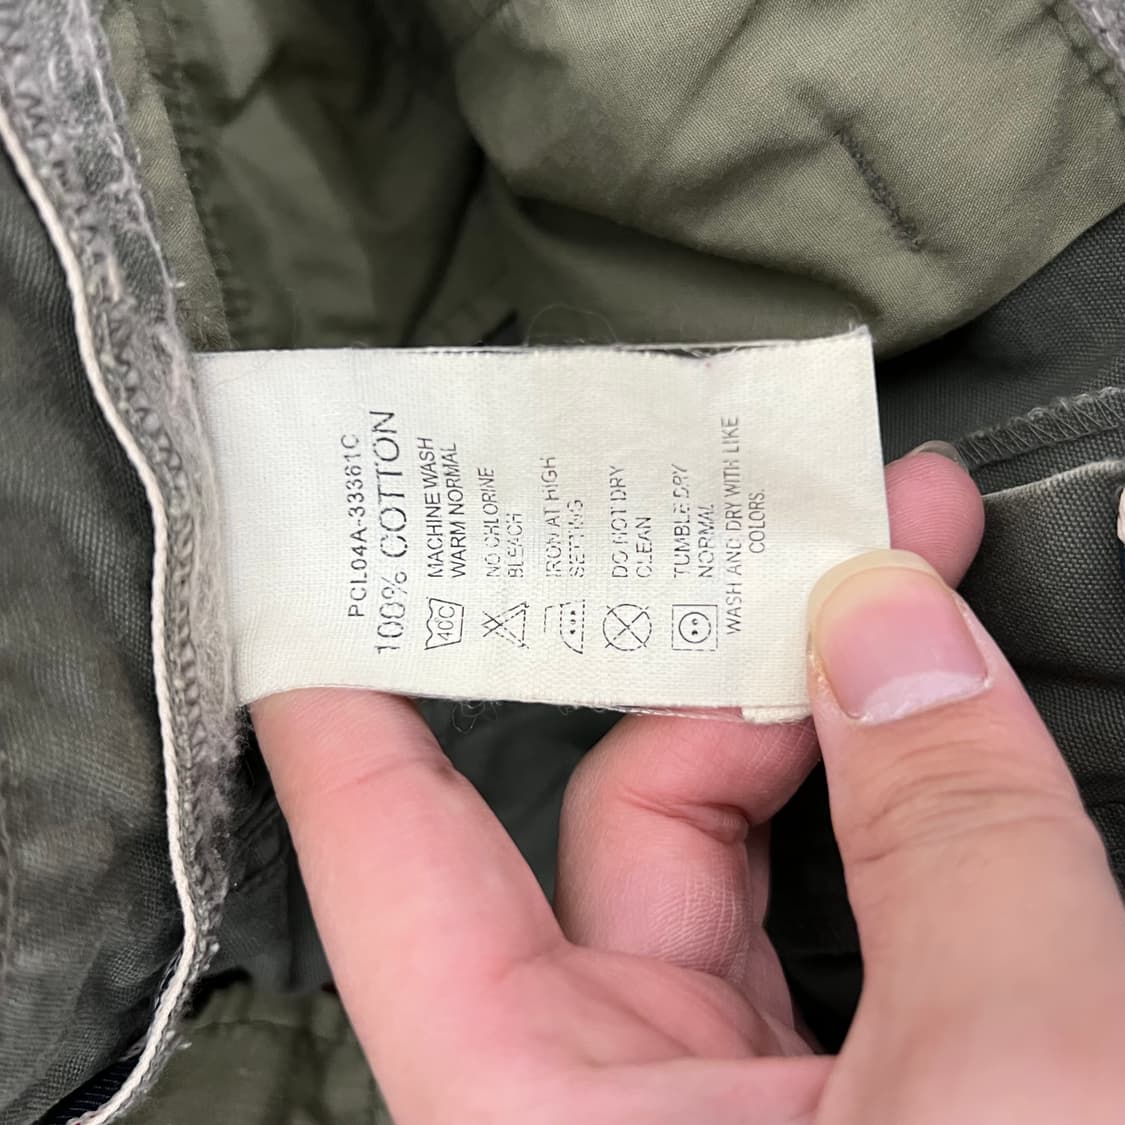 PCL04A-33361C
100% COTTON
MACHINE WASH
WARM NORMAL
40C
NO CHLORINE
BLEACH
IRON AT HIGH
SETTING
DO NOT DRY
CLEAN
TUMBLE DRY
NORMAL
WASH AND DRY WITH LIKE
COLORS.